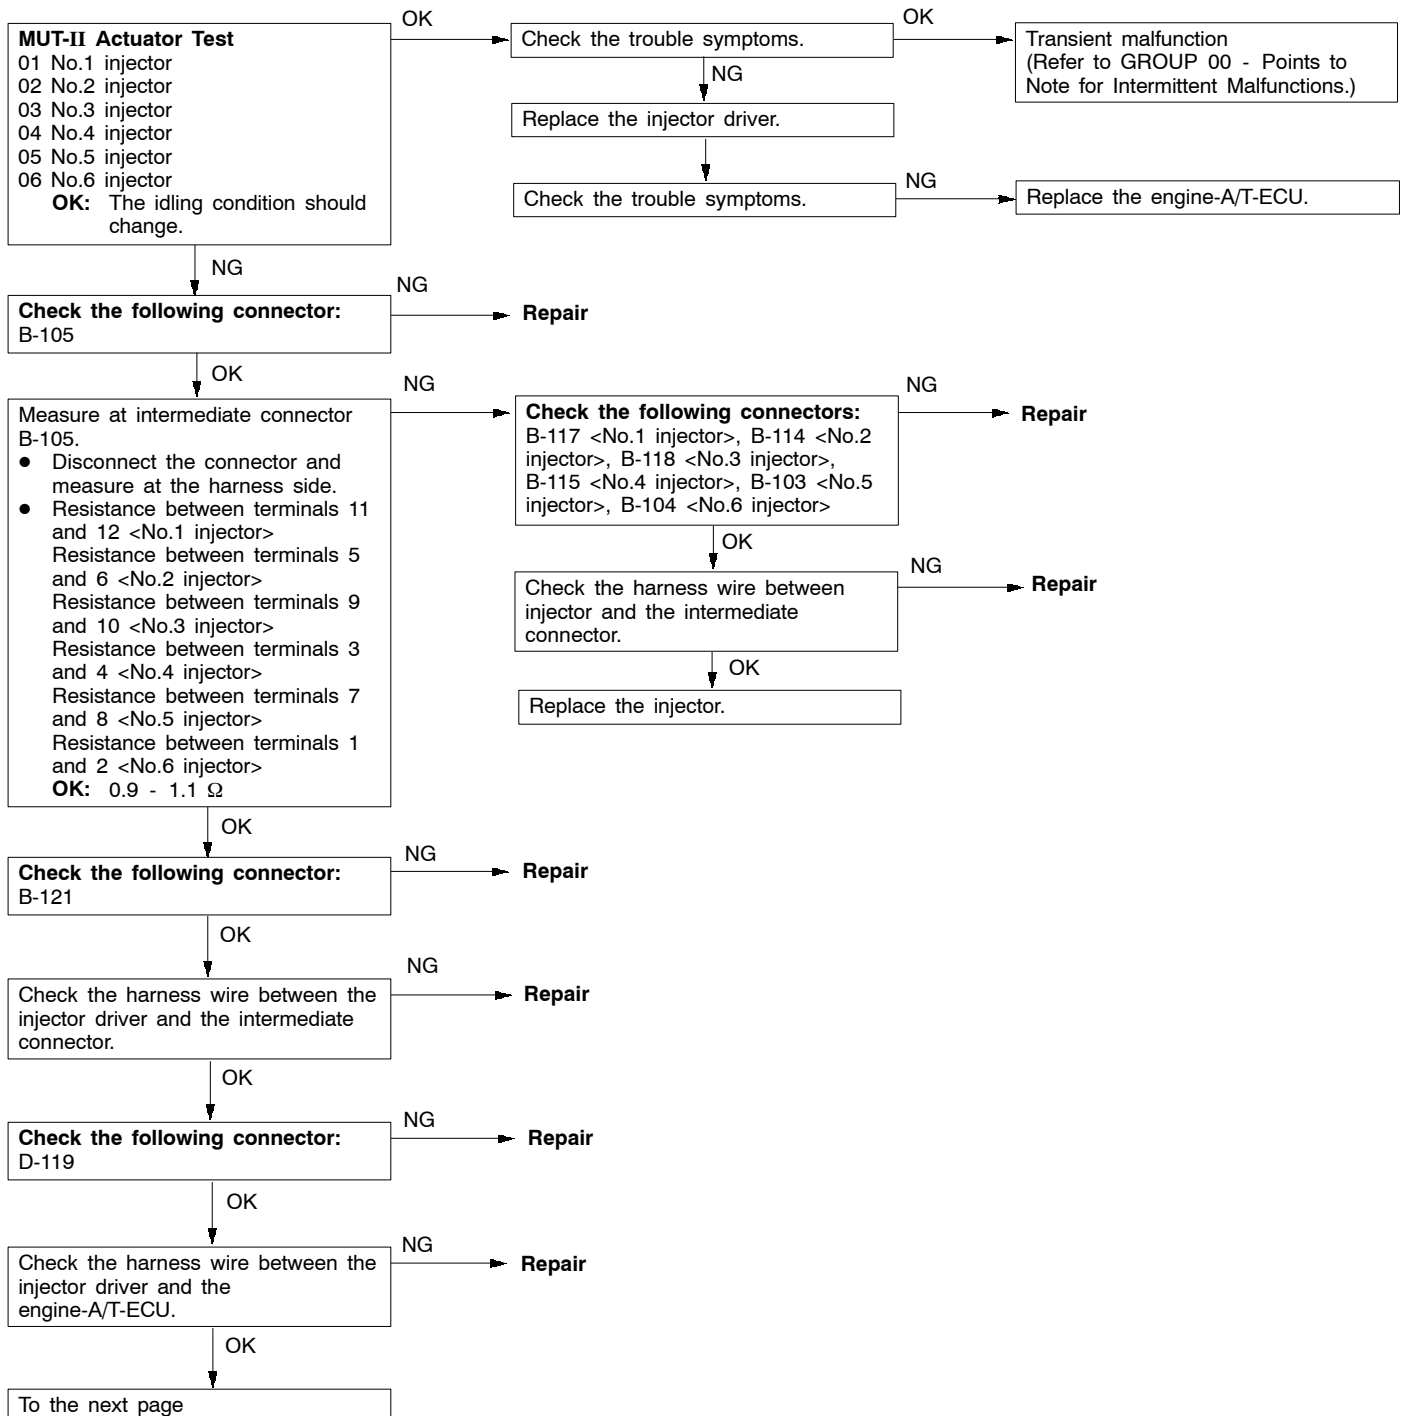 MUT-II Actuator Test
01 No.1 injector
02 No.2 injector
03 No.3 injector
04 No.4 injector
05 No.5 injector
06 No.6 injector
OK: The idling condition should
change.
OK
Check the trouble symptoms.
OK
Transient malfunction
(Refer to GROUP 00 - Points to
Note for Intermittent Malfunctions.)
NG
Replace the injector driver.
Check the trouble symptoms.
NG
Replace the engine-A/T-ECU.
NG
Check the following connector:
B-105
NG
Repair
OK
Measure at intermediate connector
B-105.
● Disconnect the connector and
measure at the harness side.
● Resistance between terminals 11
and 12 <No.1 injector>
Resistance between terminals 5
and 6 <No.2 injector>
Resistance between terminals 9
and 10 <No.3 injector>
Resistance between terminals 3
and 4 <No.4 injector>
Resistance between terminals 7
and 8 <No.5 injector>
Resistance between terminals 1
and 2 <No.6 injector>
OK: 0.9 - 1.1 Ω
NG
Check the following connectors:
B-117 <No.1 injector>, B-114 <No.2
injector>, B-118 <No.3 injector>,
B-115 <No.4 injector>, B-103 <No.5
injector>, B-104 <No.6 injector>
NG
Repair
OK
Check the harness wire between
injector and the intermediate
connector.
NG
Repair
OK
Replace the injector.
OK
Check the following connector:
B-121
NG
Repair
OK
Check the harness wire between the
injector driver and the intermediate
connector.
NG
Repair
OK
Check the following connector:
D-119
NG
Repair
OK
Check the harness wire between the
injector driver and the
engine-A/T-ECU.
NG
Repair
OK
To the next page